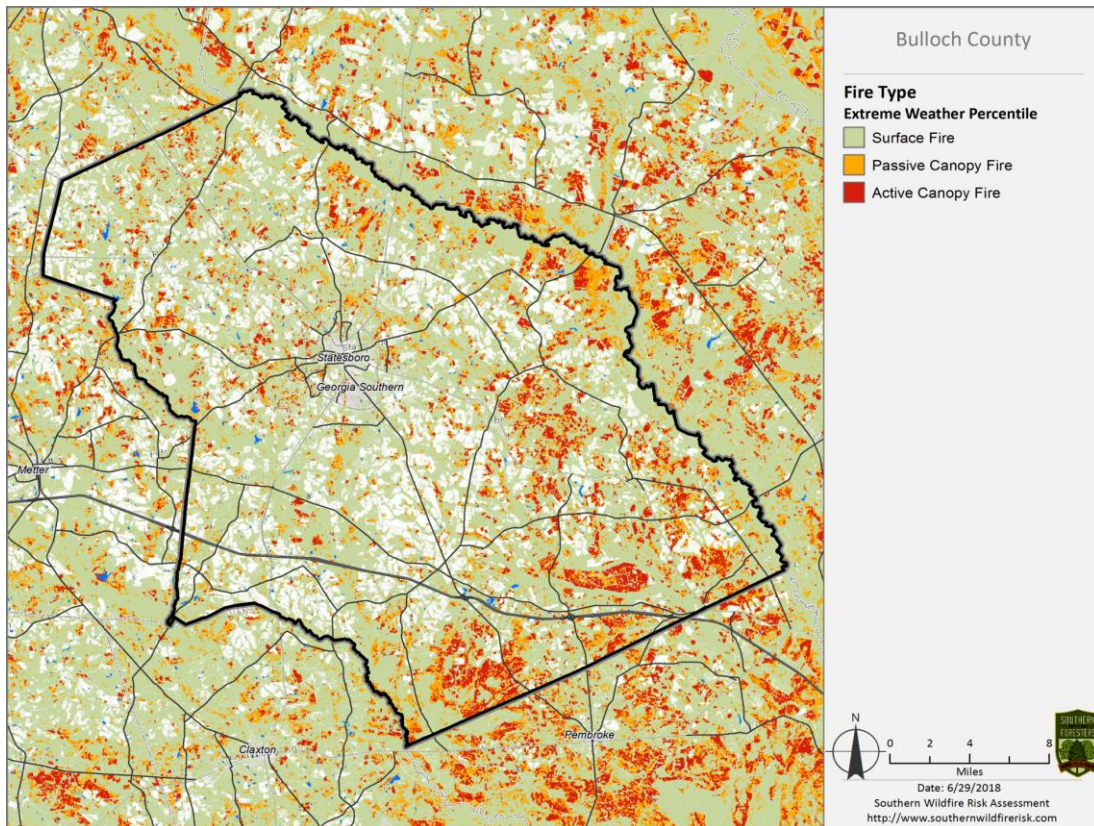 Bulloch County
Fire Type
Extreme Weather Percentile
Surface Fire
Passive Canopy Fire
Active Canopy Fire
Statesboro
Georgia Southern
Metter
Claxton
Pembroke
N
0 2 4 8
Miles
SOUTHERN
FORESTERS
Date: 6/29/2018
Southern Wildfire Risk Assessment
http://www.southernwildfirerisk.com